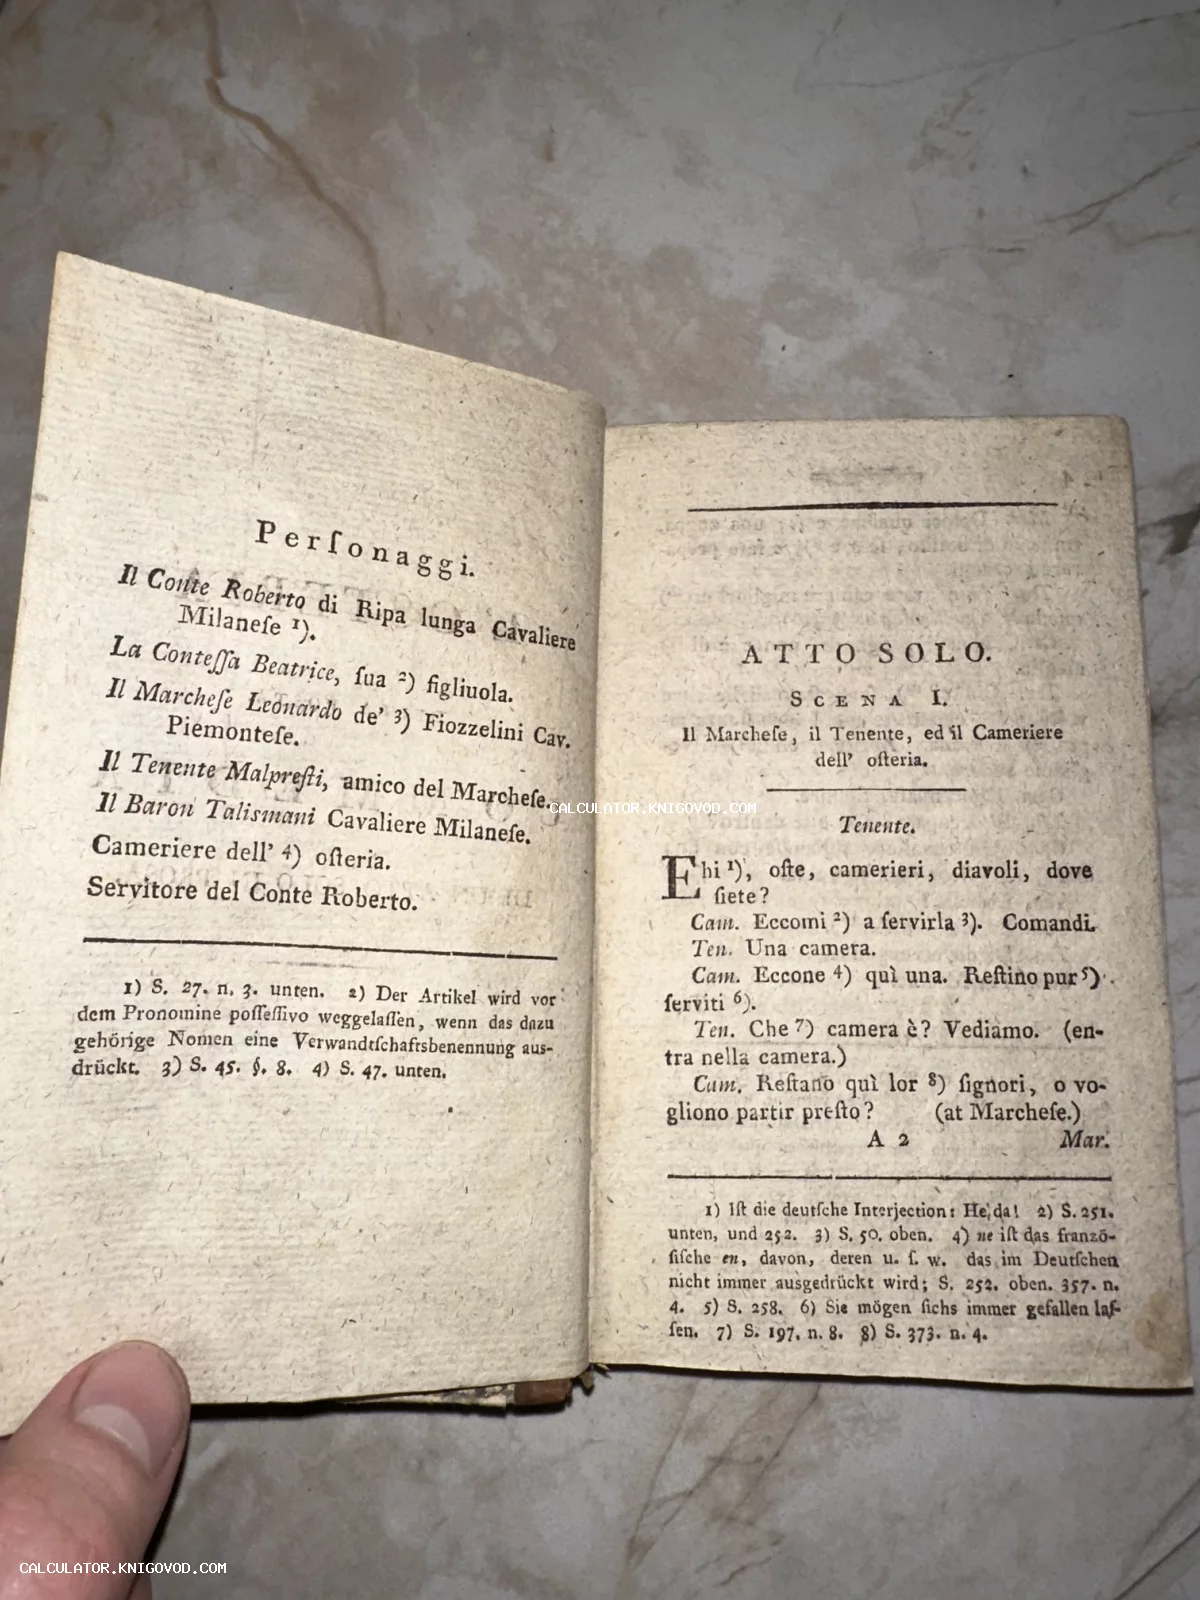 Perſonaggi.
Il Conte Roberto di Ripa lunga Cavaliere
Milaneſe ¹).
La Conteſſa Beatrice, ſua ²) figliuola.
Il Marcheſe Leonardo de' ³) Fiozzelini Cav.
Piemonteſe.
Il Tenente Malpreſti, amico del Marcheſe.
Il Baron Talismani Cavaliere Milaneſe.
Cameriere dell' ⁴) oſteria.
Servitore del Conte Roberto.
1) S. 27. n. 3. unten. 2) Der Artikel wird vor
dem Pronomine poſſeſſivo weggelaſſen, wenn das dazu
gehörige Nomen eine Verwandtſchaftsbenennung aus-
drückt. 3) S. 45. §. 8. 4) S. 47. unten.
ATTO SOLO.
SCENA I.
Il Marcheſe, il Tenente, ed il Cameriere
dell' oſteria.
Tenente.
Ehi ¹), oſte, camerieri, diavoli, dove
ſiete?
Cam. Eccomi ²) a ſervirla ³). Comandi.
Ten. Una camera.
Cam. Eccone ⁴) quì una. Reſtino pur ⁵)
ſerviti ⁶).
Ten. Che ⁷) camera è? Vediamo. (en-
tra nella camera.)
Cam. Reſtano quì lor ⁸) ſignori, o vo-
gliono partir preſto? (at Marcheſe.)
A 2 Mar.
1) Iſt die deutſche Interjection: He, da! 2) S. 251.
unten, und 252. 3) S. 50. oben. 4) ne iſt das franzö-
ſiſche en, davon, deren u. ſ. w. das im Deutſchen
nicht immer ausgedrückt wird; S. 252. oben. 357. n.
4. 5) S. 258. 6) Sie mögen ſichs immer gefallen laſ-
ſen. 7) S. 197. n. 8. 8) S. 373. n. 4.
CALCULATOR.KNIGOVOD.COM
CALCULATOR.KNIGOVOD.COM